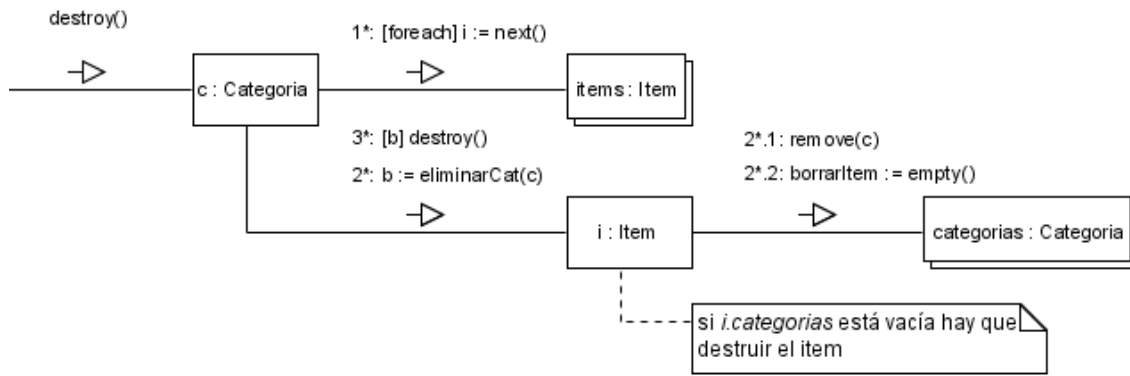 destroy()
1*: [foreach] i := next()
c : Categoria
items : Item
3*: [b] destroy()
2*: b := eliminarCat(c)
2*.1: remove(c)
2*.2: borrarItem := empty()
i : Item
categorias : Categoria
si i.categorias está vacía hay que
destruir el item